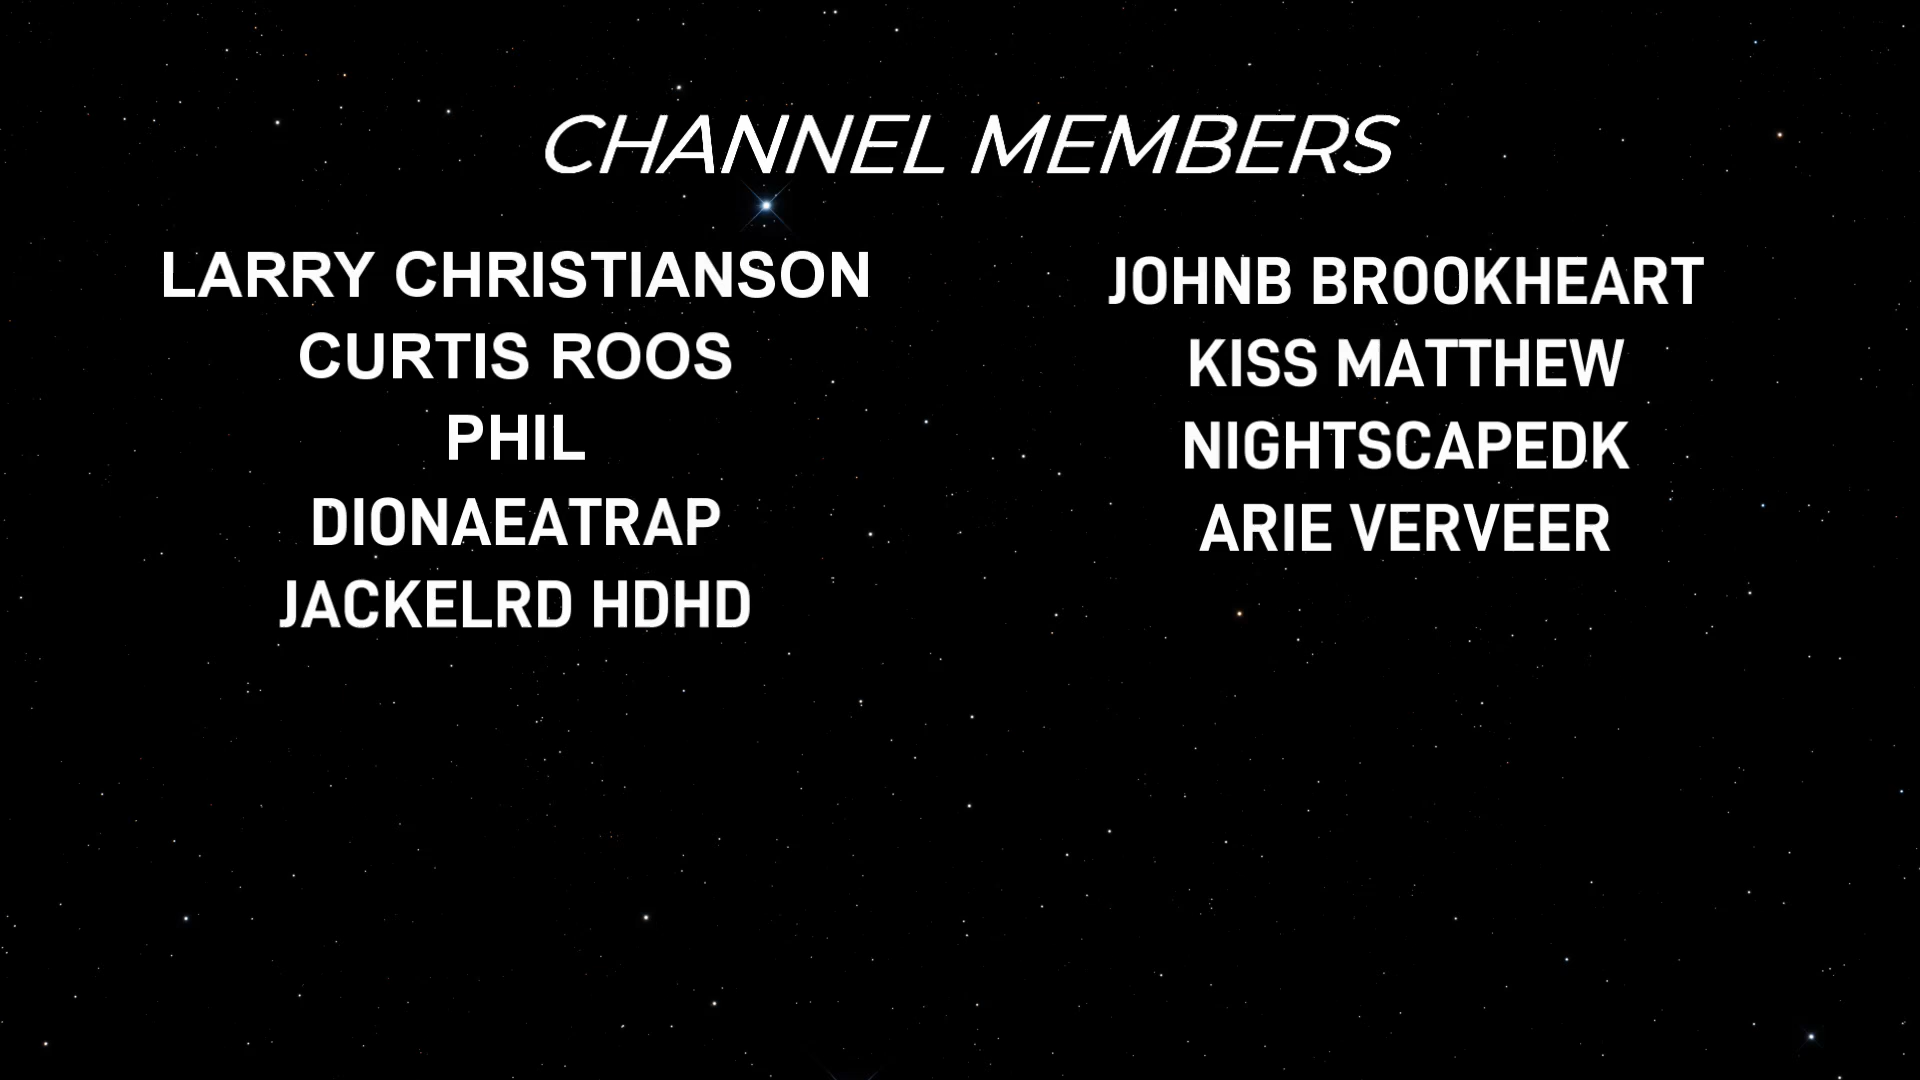 CHANNEL MEMBERS
LARRY CHRISTIANSON
CURTIS ROOS
PHIL
DIONAEATRAP
JACKELRD HDHD
JOHNB BROOKHEART
KISS MATTHEW
NIGHTSCAPEDK
ARIE VERVEER